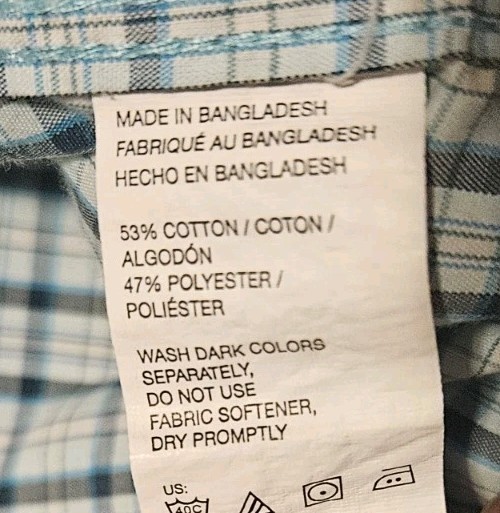 MADE IN BANGLADESH
FABRIQUÉ AU BANGLADESH
HECHO EN BANGLADESH
53% COTTON / COTON /
ALGODÓN
47% POLYESTER /
POLIÉSTER
WASH DARK COLORS
SEPARATELY,
DO NOT USE
FABRIC SOFTENER,
DRY PROMPTLY
US:
40C